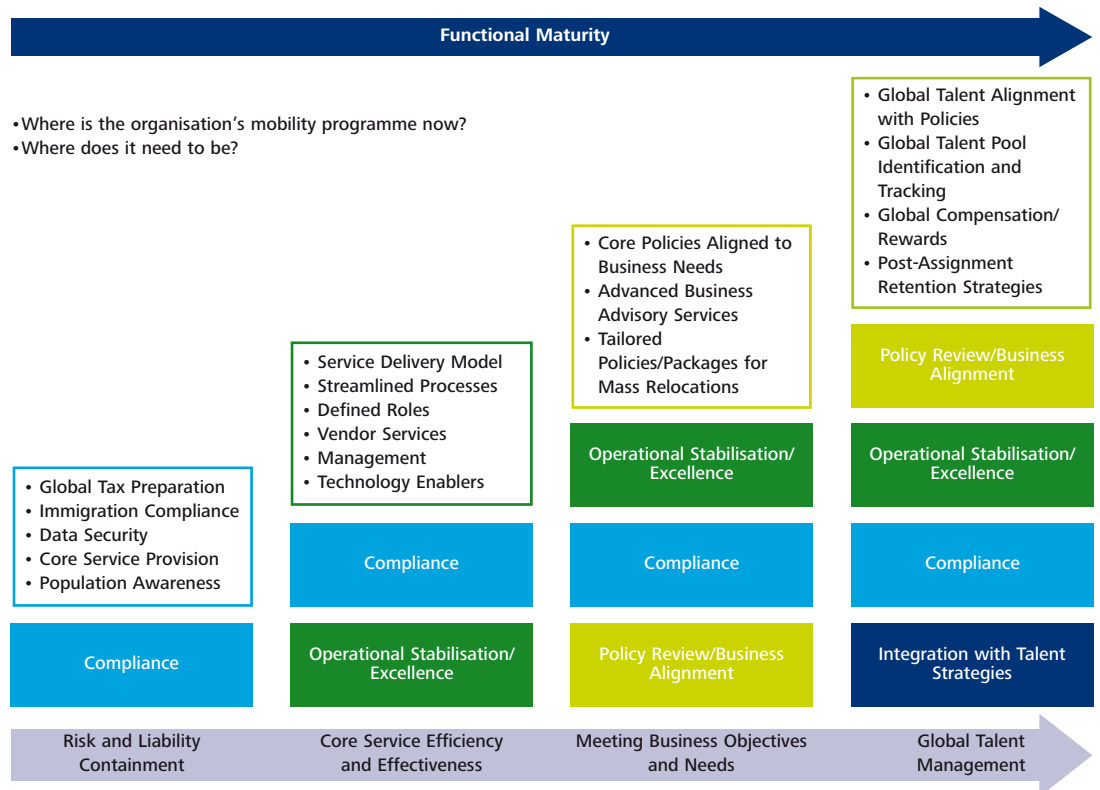 Functional Maturity
•Where is the organisation's mobility programme now?
•Where does it need to be?
• Global Tax Preparation
• Immigration Compliance
• Data Security
• Core Service Provision
• Population Awareness
Compliance
Risk and Liability
Containment
• Service Delivery Model
• Streamlined Processes
• Defined Roles
• Vendor Services
• Management
• Technology Enablers
Compliance
Operational Stabilisation/
Excellence
Core Service Efficiency
and Effectiveness
• Core Policies Aligned to
Business Needs
• Advanced Business
Advisory Services
• Tailored
Policies/Packages for
Mass Relocations
Operational Stabilisation/
Excellence
Compliance
Policy Review/Business
Alignment
Meeting Business Objectives
and Needs
• Global Talent Alignment
with Policies
• Global Talent Pool
Identification and
Tracking
• Global Compensation/
Rewards
• Post-Assignment
Retention Strategies
Policy Review/Business
Alignment
Operational Stabilisation/
Excellence
Compliance
Integration with Talent
Strategies
Global Talent
Management